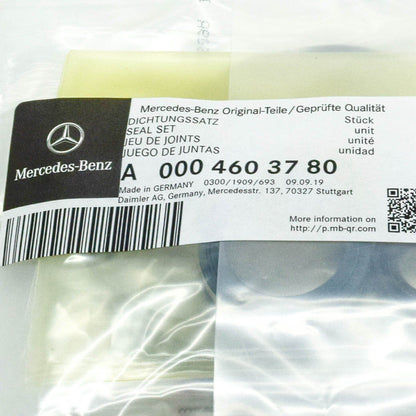 Mercedes-Benz Original-Teile/Geprüfte Qualität
DICHTUNGSSATZ Stück
SEAL SET unit
JEU DE JOINTS unité
JUEGO DE JUNTAS unidad
Mercedes-Benz
A 000 460 37 80
Made in GERMANY 0300/1909/693 09.09.19
Daimler AG, Germany, Mercedesstr. 137, 70327 Stuttgart
More information on
http://p.mb-qr.com/